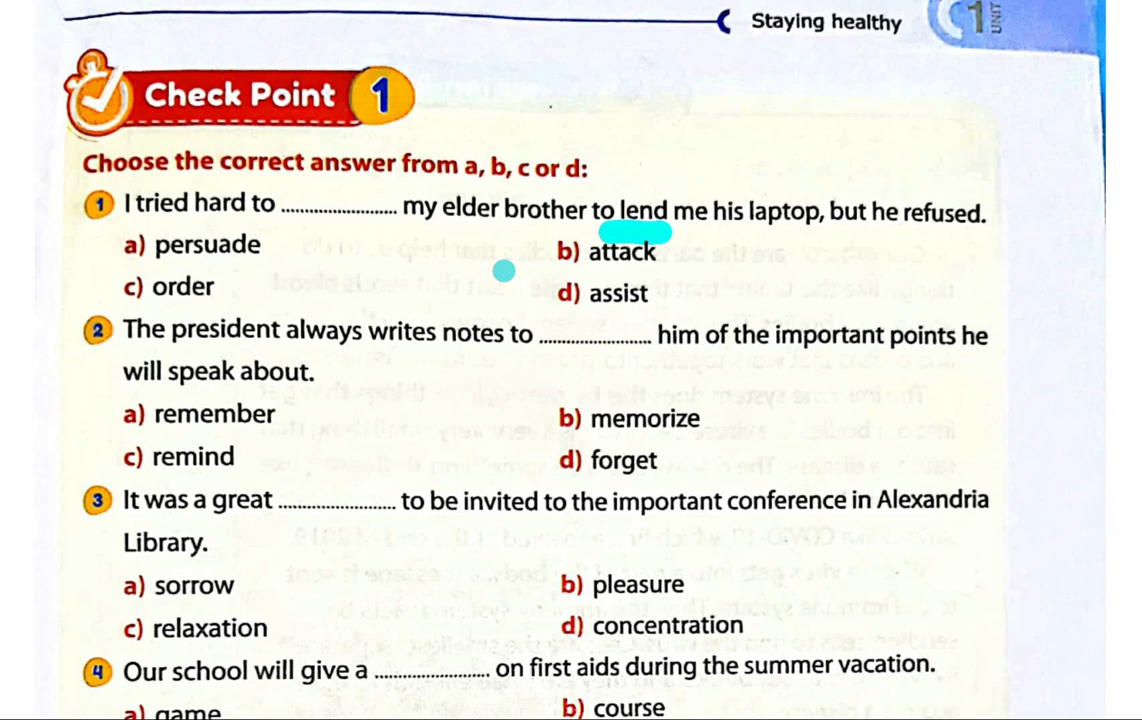 Staying healthy
1
UNIT
Check Point 1
Choose the correct answer from a, b, c or d:
1 I tried hard to ........................ my elder brother to lend me his laptop, but he refused.
a) persuade b) attack
c) order d) assist
2 The president always writes notes to ........................ him of the important points he
will speak about.
a) remember b) memorize
c) remind d) forget
3 It was a great ........................ to be invited to the important conference in Alexandria
Library.
a) sorrow b) pleasure
c) relaxation d) concentration
4 Our school will give a ........................ on first aids during the summer vacation.
a) game b) course